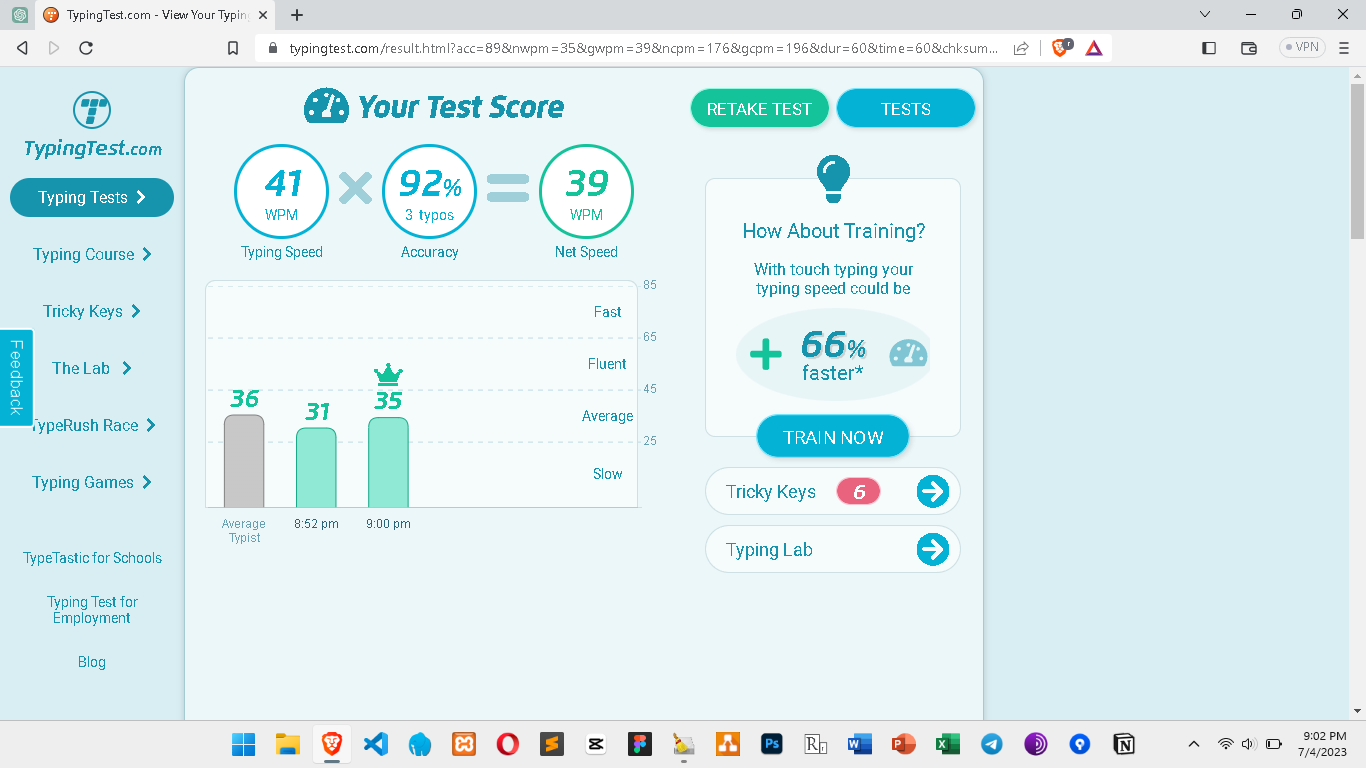 TypingTest.com - View Your Typin
typingtest.com/result.html?acc=89&nwpm=35&gwpm=39&ncpm=176&gcpm=196&dur=60&time=60&chksum...
VPN
TypingTest.com
Typing Tests
Typing Course
Tricky Keys
The Lab
TypeRush Race
Typing Games
TypeTastic for Schools
Typing Test for
Employment
Blog
Feedback
Your Test Score
RETAKE TEST
TESTS
41
WPM
Typing Speed
92%
3 typos
Accuracy
39
WPM
Net Speed
85
Fast
65
Fluent
45
Average
25
Slow
36
31
35
Average
Typist
8:52 pm
9:00 pm
How About Training?
With touch typing your
typing speed could be
66%
faster*
TRAIN NOW
Tricky Keys 6
Typing Lab
9:02 PM
7/4/2023